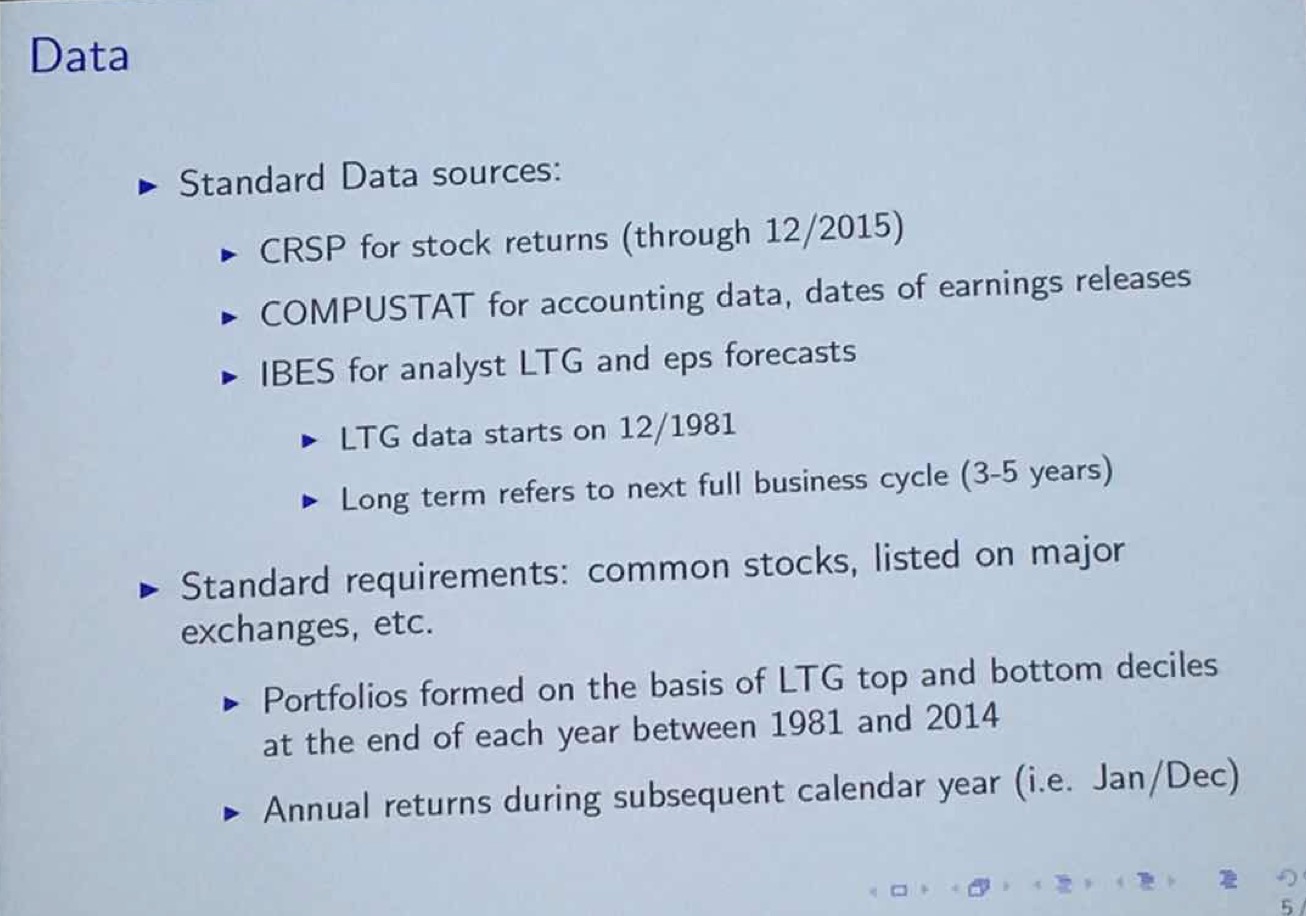 Data
Standard Data sources:
CRSP for stock returns (through 12/2015)
COMPUSTAT for accounting data, dates of earnings releases
IBES for analyst LTG and eps forecasts
LTG data starts on 12/1981
Long term refers to next full business cycle (3-5 years)
Standard requirements: common stocks, listed on major
exchanges, etc.
Portfolios formed on the basis of LTG top and bottom deciles
at the end of each year between 1981 and 2014
Annual returns during subsequent calendar year (i.e. Jan/Dec)
5/